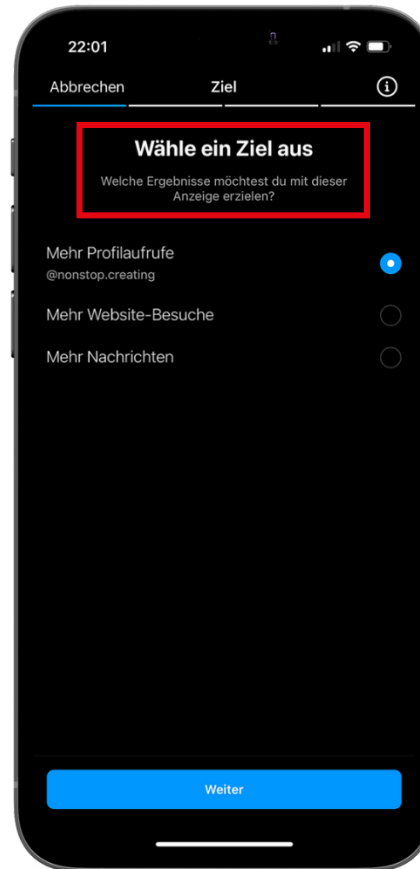 22:01
Abbrechen Ziel
Wähle ein Ziel aus
Welche Ergebnisse möchtest du mit dieser
Anzeige erzielen?
Mehr Profilaufrufe
@nonstop.creating
Mehr Website-Besuche
Mehr Nachrichten
Weiter